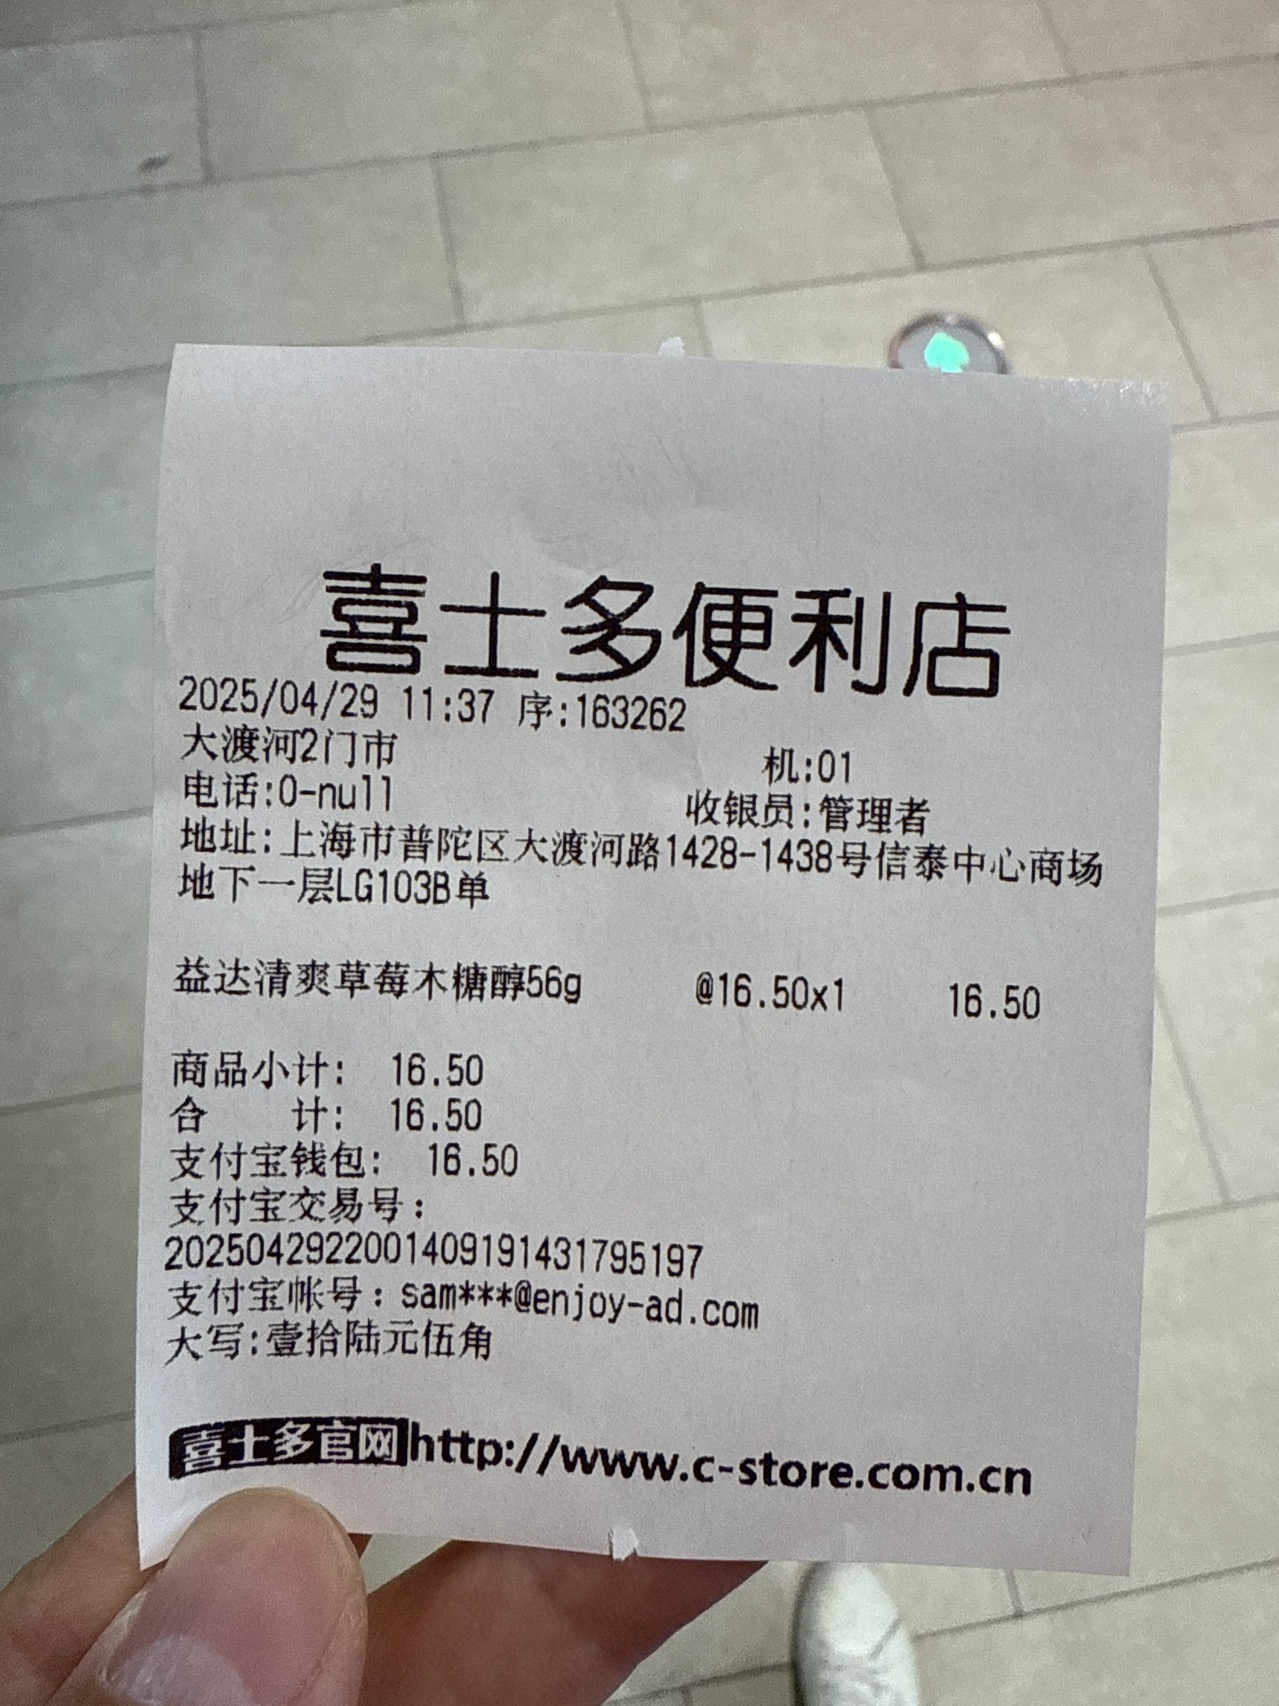 喜士多便利店
2025/04/29 11:37 序:163262
大渡河2门市 机:01
电话:0-null 收银员:管理者
地址:上海市普陀区大渡河路1428-1438号信泰中心商场
地下一层LG103B单
益达清爽草莓木糖醇56g @16.50x1 16.50
商品小计: 16.50
合 计: 16.50
支付宝钱包: 16.50
支付宝交易号:
2025042922001409191431795197
支付宝帐号:sam***@enjoy-ad.com
大写:壹拾陆元伍角
喜士多官网http://www.c-store.com.cn